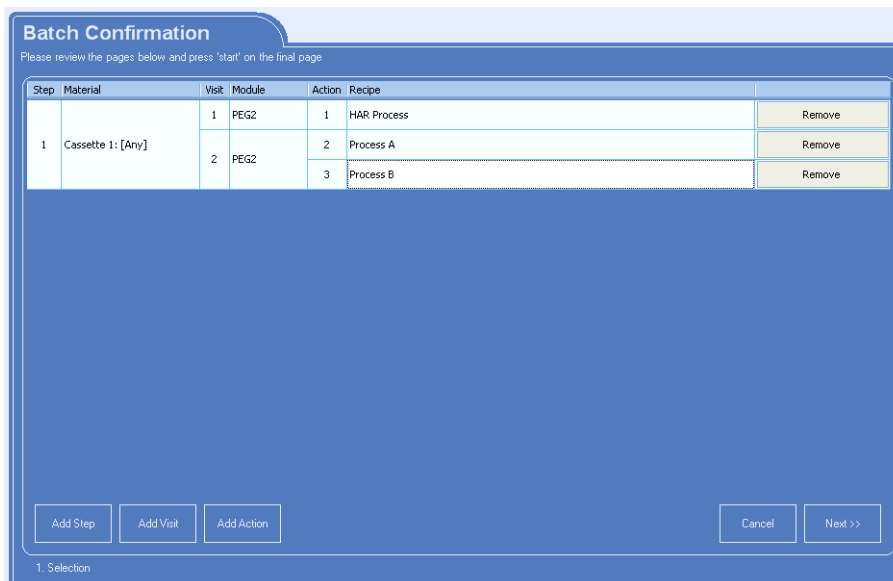 Batch Confirmation
Please review the pages below and press 'start' on the final page
Step Material Visit Module Action Recipe
1 PEG2 1 HAR Process Remove
1 Cassette 1: [Any] 2 PEG2 2 Process A Remove
3 Process B Remove
Add Step Add Visit Add Action Cancel Next >>
1. Selection